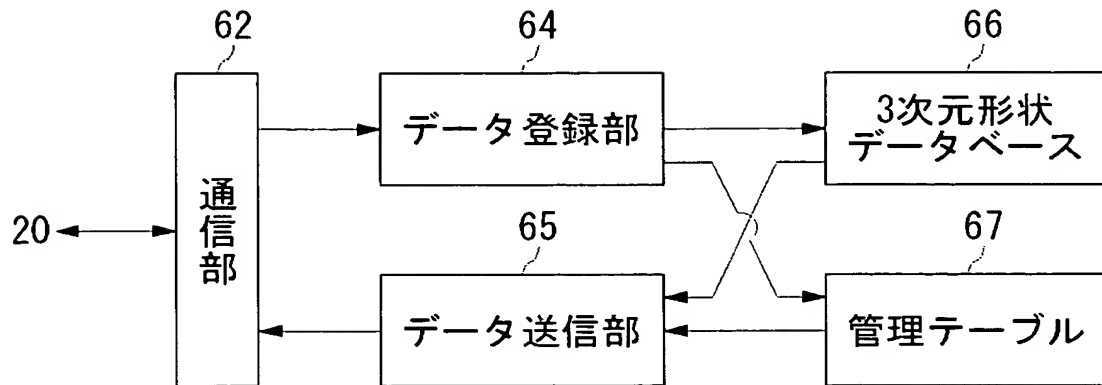 62
64
66
通信部
データ登録部
3次元形状
データベース
20
65
67
データ送信部
管理テーブル